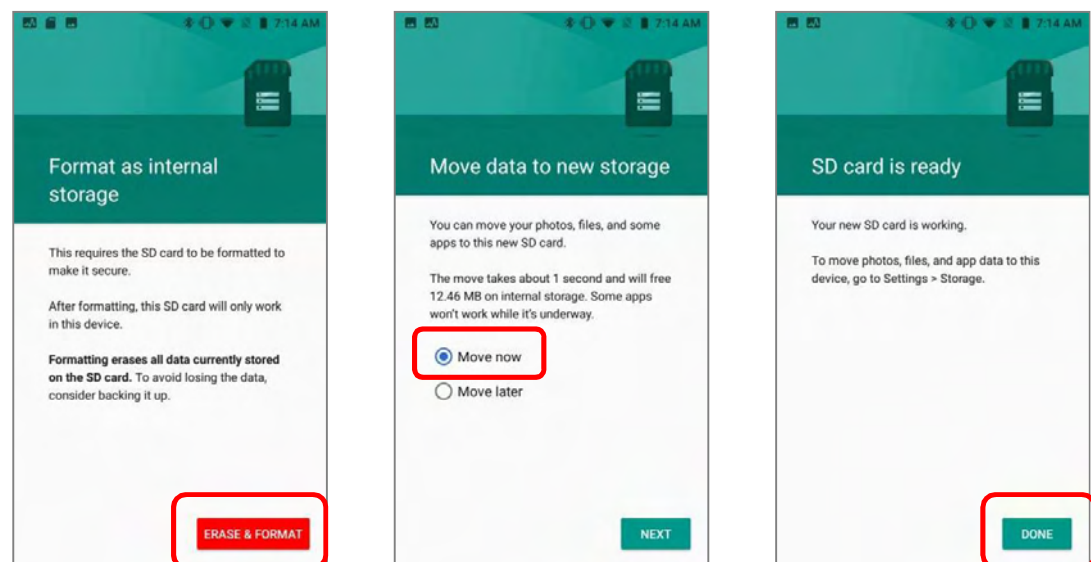 7:14 AM
Format as internal
storage
This requires the SD card to be formatted to
make it secure.
After formatting, this SD card will only work
in this device.
Formatting erases all data currently stored
on the SD card. To avoid losing the data,
consider backing it up.
ERASE & FORMAT
7:14 AM
Move data to new storage
You can move your photos, files, and some
apps to this new SD card.
The move takes about 1 second and will free
12.46 MB on internal storage. Some apps
won't work while it's underway.
Move now
Move later
NEXT
7:14 AM
SD card is ready
Your new SD card is working.
To move photos, files, and app data to this
device, go to Settings > Storage.
DONE